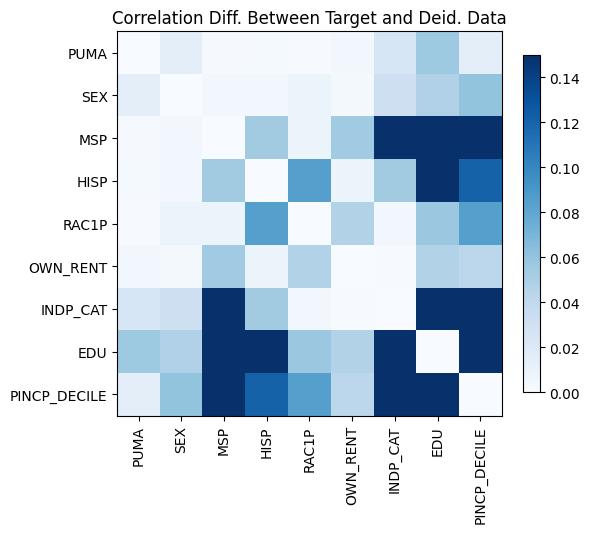 Correlation Diff. Between Target and Deid. Data
PUMA
SEX
MSP
HISP
RAC1P
OWN_RENT
INDP_CAT
EDU
PINCP_DECILE
PUMA
SEX
MSP
HISP
RAC1P
OWN_RENT
INDP_CAT
EDU
PINCP_DECILE
0.14
0.12
0.10
0.08
0.06
0.04
0.02
0.00